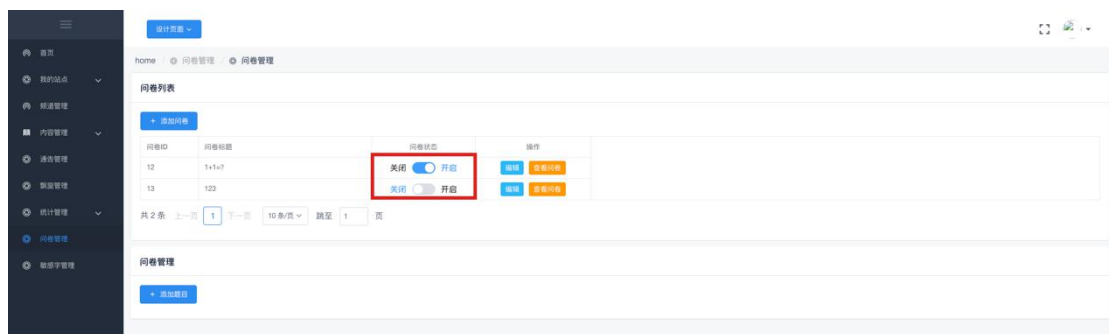 设计页面
首页
我的站点
频道管理
内容管理
通告管理
飘窗管理
统计管理
问卷管理
敏感字管理
home / 问卷管理 / 问卷管理
问卷列表
+ 添加问卷
问卷ID 问卷标题 问卷状态 操作
12 1+1=? 关闭 开启 编辑 查看问卷
13 123 关闭 开启 编辑 查看问卷
共 2 条 上一页 1 下一页 10 条/页 跳至 1 页
问卷管理
+ 添加题目